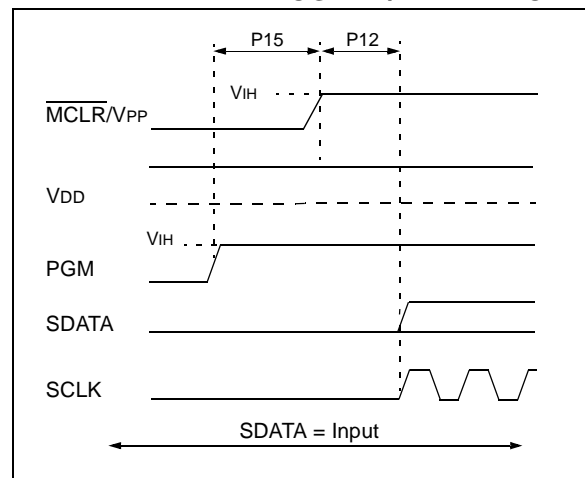 P15 P12
VIH
MCLR/VPP
VDD
VIH
PGM
SDATA
SCLK
SDATA = Input